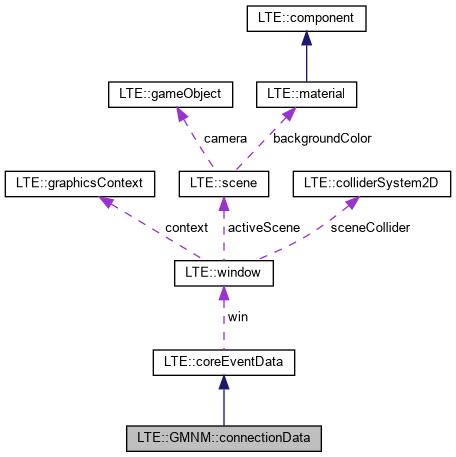 LTE::component
LTE::gameObject
LTE::material
camera
backgroundColor
LTE::graphicsContext
LTE::scene
LTE::colliderSystem2D
context
activeScene
sceneCollider
LTE::window
win
LTE::coreEventData
LTE::GMNM::connectionData